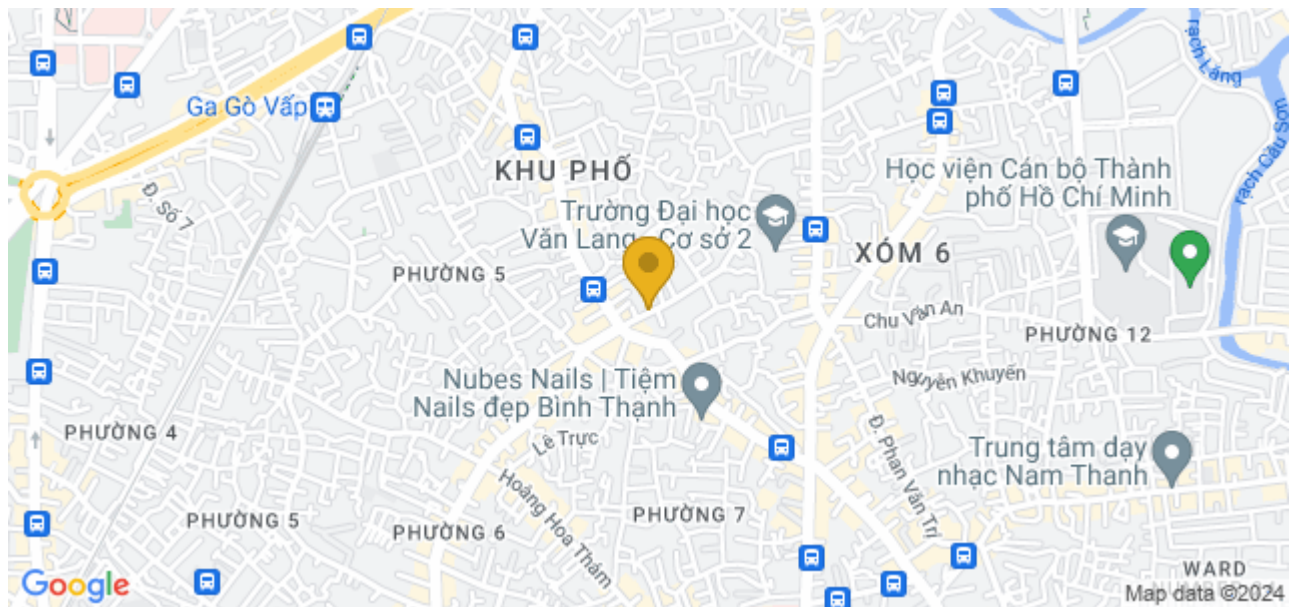 Ga Gò Vấp
KHU PHỐ
Học viện Cán bộ Thành
phố Hồ Chí Minh
rạch Lăng
rạch Cầu Sơn
Đ. Số 7
Trường Đại học
Văn Lang - Cơ sở 2
XÓM 6
PHƯỜNG 5
Chu Văn An
PHƯỜNG 12
Nubes Nails | Tiệm
Nails đẹp Bình Thạnh
Nguyễn Khuyến
PHƯỜNG 4
Lê Trực
Đ. Phan Văn Trị
Trung tâm dạy
nhạc Nam Thanh
Hoàng Hoa Thám
PHƯỜNG 5
PHƯỜNG 7
PHƯỜNG 6
WARD
Google
Map data ©2024